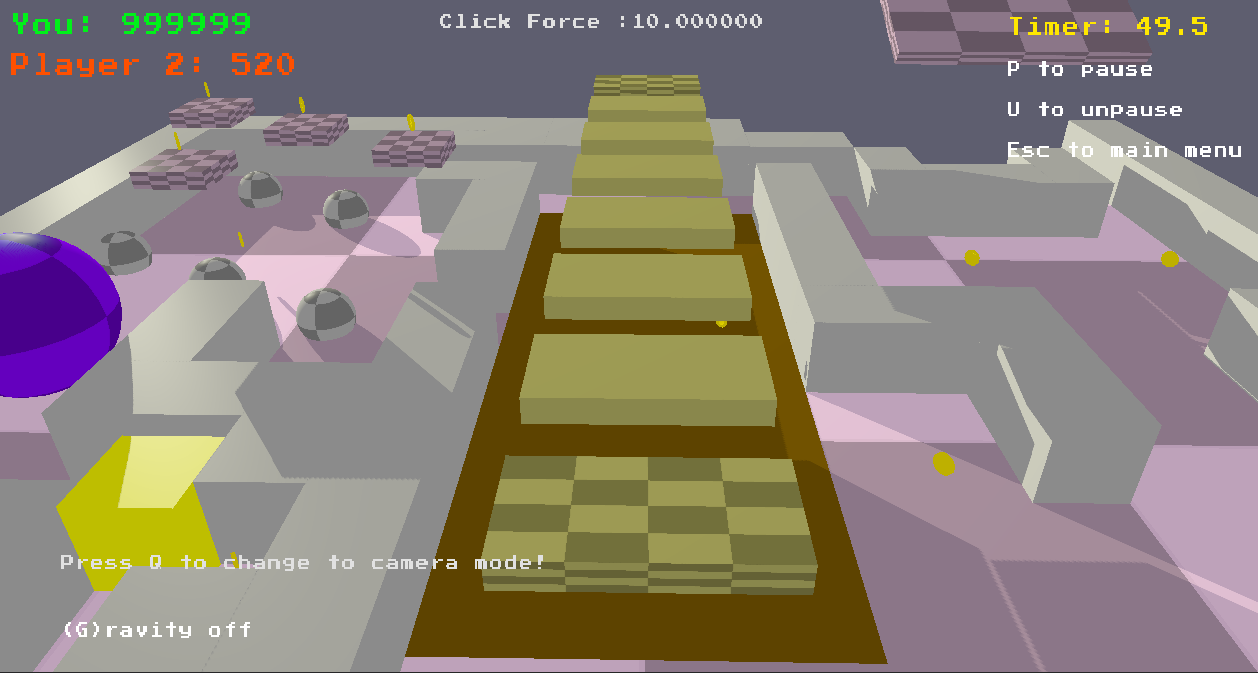 You: 999999
Click Force :10.000000
Timer: 49.5
Player 2: 520
P to pause
U to unpause
Esc to main menu
Press Q to change to camera mode!
(G)ravity off